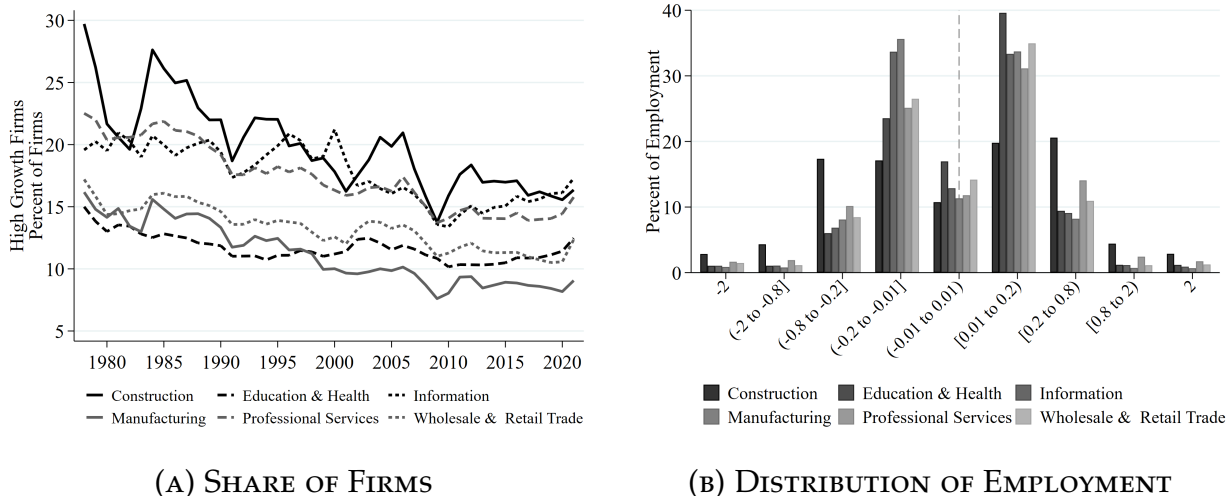 High Growth Firms
Percent of Firms
30
25
20
15
10
5
1980 1985 1990 1995 2000 2005 2010 2015 2020
Construction Education & Health Information
Manufacturing Professional Services Wholesale & Retail Trade
(A) SHARE OF FIRMS
Percent of Employment
40
30
20
10
0
-2 (-2 to -0.8] (-0.8 to -0.2] (-0.2 to -0.01] (-0.01 to 0.01) [0.01 to 0.2) [0.2 to 0.8) [0.8 to 2) 2
Construction Education & Health Information
Manufacturing Professional Services Wholesale & Retail Trade
(B) DISTRIBUTION OF EMPLOYMENT